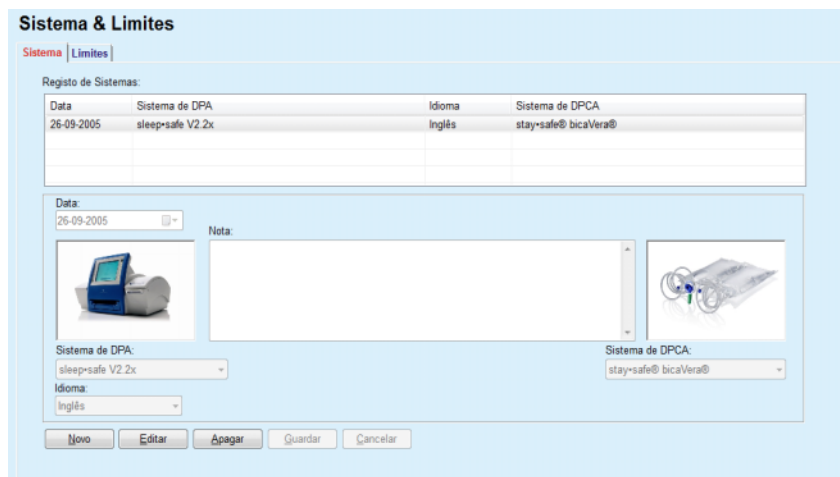 Sistema & Limites
Sistema Limites
Registo de Sistemas:
Data Sistema de DPA Idioma Sistema de DPCA
26-09-2005 sleep•safe V2.2x Inglês stay•safe® bicaVera®
Data:
26-09-2005
Nota:
Sistema de DPA: Sistema de DPCA:
sleep•safe V2.2x stay•safe® bicaVera®
Idioma:
Inglês
Novo Editar Apagar Guardar Cancelar